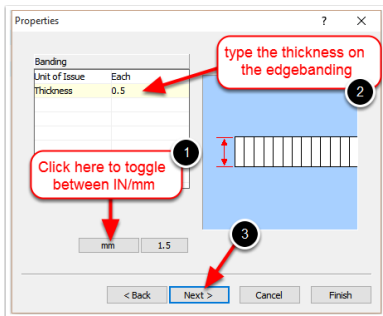 Properties ? ×
type the thickness on
the edgebanding
2
Banding
Unit of Issue Each
Thickness 0.5
1
Click here to toggle
between IN/mm
mm 1.5
3
< Back Next > Cancel Finish